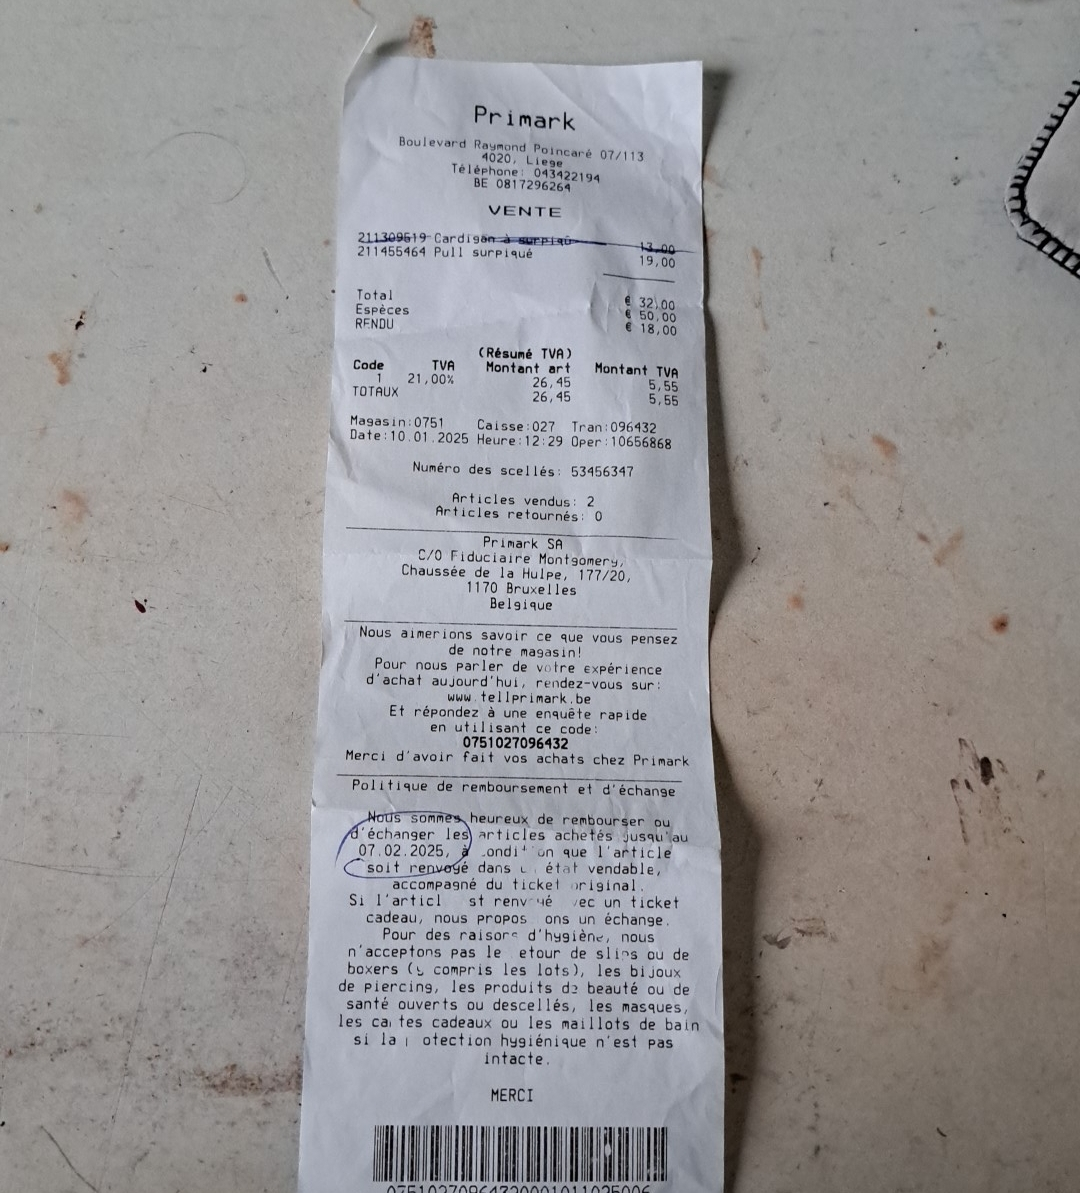 Primark
Boulevard Raymond Poincaré 07/113
4020, Liege
Téléphone: 043422194
BE 0817296264
VENTE
211309519 Cardigan à surpiqû 13,00
211455464 Pull surpiqué 19,00
Total € 32,00
Espèces € 50,00
RENDU € 18,00
(Résumé TVA)
Code TVA Montant art Montant TVA
1 21,00% 26,45 5,55
TOTAUX 26,45 5,55
Magasin:0751 Caisse:027 Tran:096432
Date:10.01.2025 Heure:12:29 Oper:10656868
Numéro des scellés: 53456347
Articles vendus: 2
Articles retournés: 0
Primark SA
C/O Fiduciaire Montgomery,
Chaussée de la Hulpe, 177/20,
1170 Bruxelles
Belgique
Nous aimerions savoir ce que vous pensez
de notre magasin!
Pour nous parler de votre expérience
d'achat aujourd'hui, rendez-vous sur:
www.tellprimark.be
Et répondez à une enquête rapide
en utilisant ce code:
0751027096432
Merci d'avoir fait vos achats chez Primark
Politique de remboursement et d'échange
Nous sommes heureux de rembourser ou
d'échanger les articles achetés jusqu'au
07.02.2025, à condition que l'article
soit renvoyé dans un état vendable,
accompagné du ticket original.
Si l'article est renvoyé avec un ticket
cadeau, nous proposons un échange.
Pour des raisons d'hygiène, nous
n'acceptons pas le retour de slips ou de
boxers (y compris les lots), les bijoux
de piercing, les produits de beauté ou de
santé ouverts ou descellés, les masques,
les cartes cadeaux ou les maillots de bain
si la protection hygiénique n'est pas
intacte.
MERCI